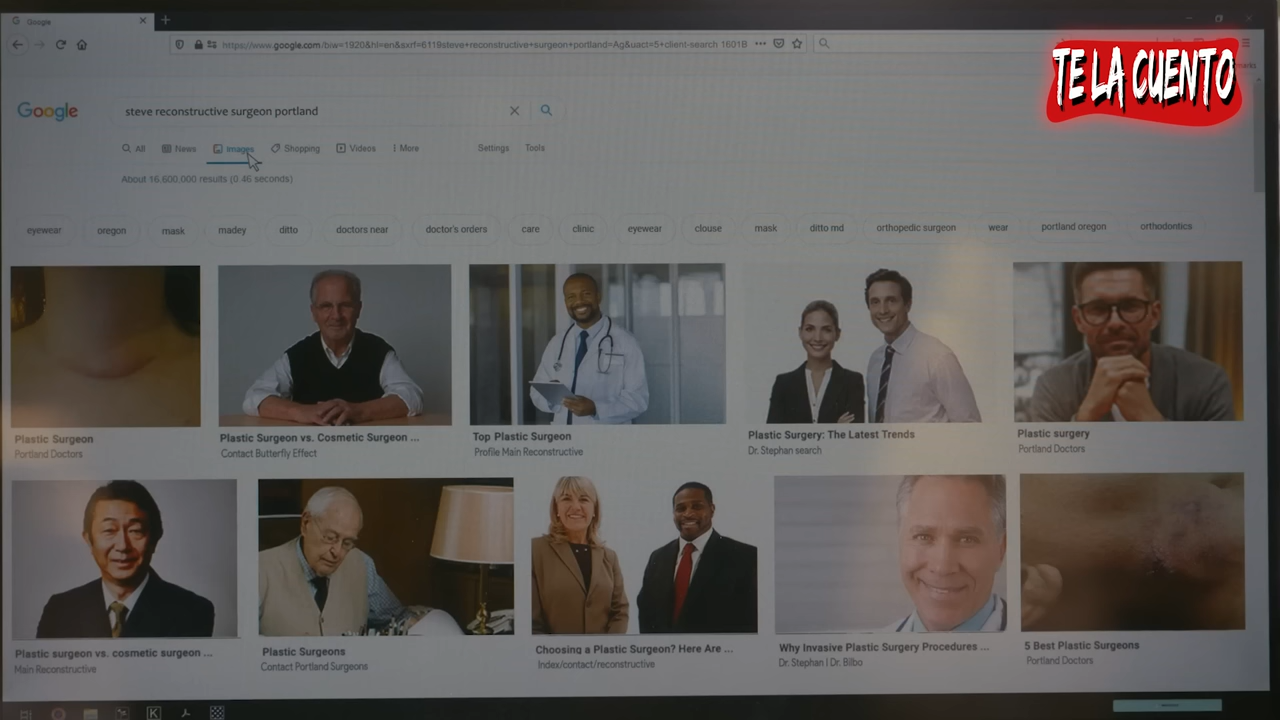 Google
https://www.google.com/biw=1920&hl=en&sxrf=6119steve+reconstructive+surgeon+portland=Ag&uact=5+client-search 1601B
TE LA CUENTO
Google
steve reconstructive surgeon portland
All News Images Shopping Videos More Settings Tools
About 16,600,000 results (0.46 seconds)
eyewear oregon mask madey ditto doctors near doctor's orders care clinic eyewear clouse mask ditto md orthopedic surgeon wear portland oregon orthodontics
Plastic Surgeon
Portland Doctors
Plastic Surgeon vs. Cosmetic Surgeon ...
Contact Butterfly Effect
Top Plastic Surgeon
Profile Main Reconstructive
Plastic Surgery: The Latest Trends
Dr. Stephan search
Plastic surgery
Portland Doctors
Plastic surgeon vs. cosmetic surgeon ...
Main Reconstructive
Plastic Surgeons
Contact Portland Surgeons
Choosing a Plastic Surgeon? Here Are ...
Index/contact/reconstructive
Why Invasive Plastic Surgery Procedures ...
Dr. Stephan | Dr. Bilbo
5 Best Plastic Surgeons
Portland Doctors
K